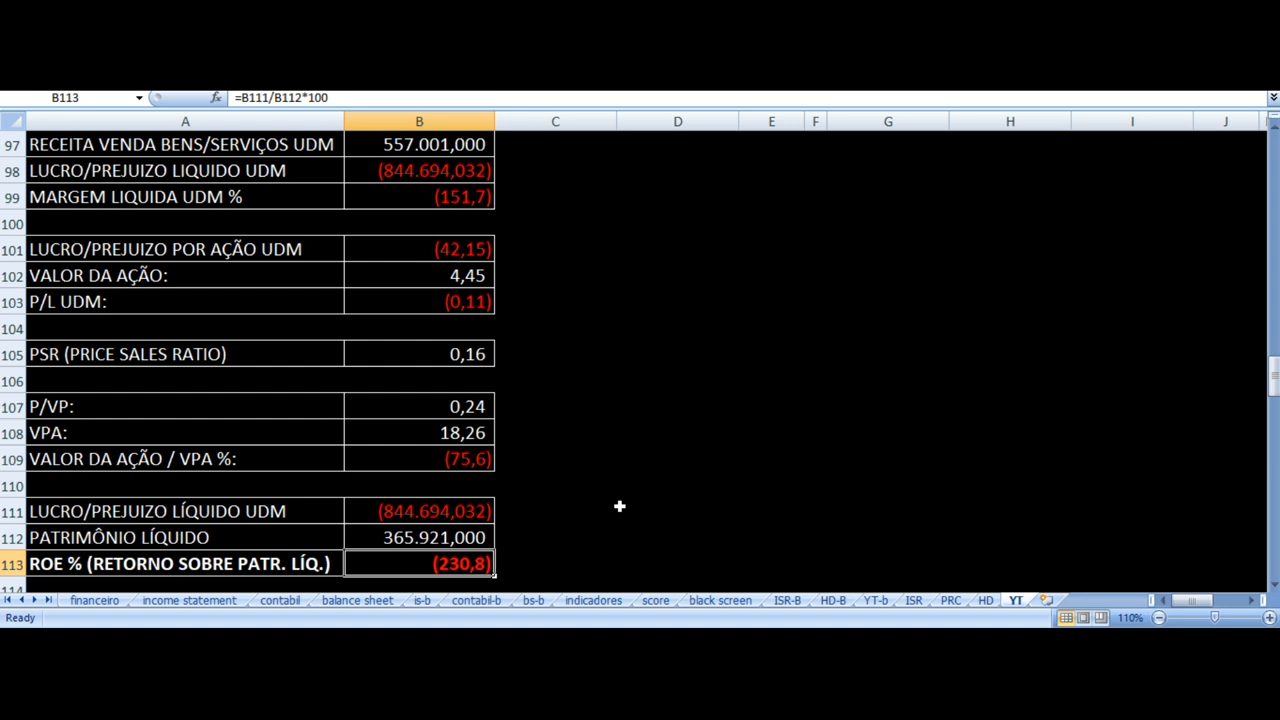 B113 fx =B111/B112*100
A B C D E F G H I J
97 RECEITA VENDA BENS/SERVIÇOS UDM 557.001,000
98 LUCRO/PREJUIZO LIQUIDO UDM (844.694,032)
99 MARGEM LIQUIDA UDM % (151,7)
100
101 LUCRO/PREJUIZO POR AÇÃO UDM (42,15)
102 VALOR DA AÇÃO: 4,45
103 P/L UDM: (0,11)
104
105 PSR (PRICE SALES RATIO) 0,16
106
107 P/VP: 0,24
108 VPA: 18,26
109 VALOR DA AÇÃO / VPA %: (75,6)
110
111 LUCRO/PREJUIZO LÍQUIDO UDM (844.694,032)
112 PATRIMÔNIO LÍQUIDO 365.921,000
113 ROE % (RETORNO SOBRE PATR. LÍQ.) (230,8)
114
financeiro income statement contabil balance sheet is-b contabil-b bs-b indicadores score black screen ISR-B HD-B YT-b ISR PRC HD YT
Ready 110%